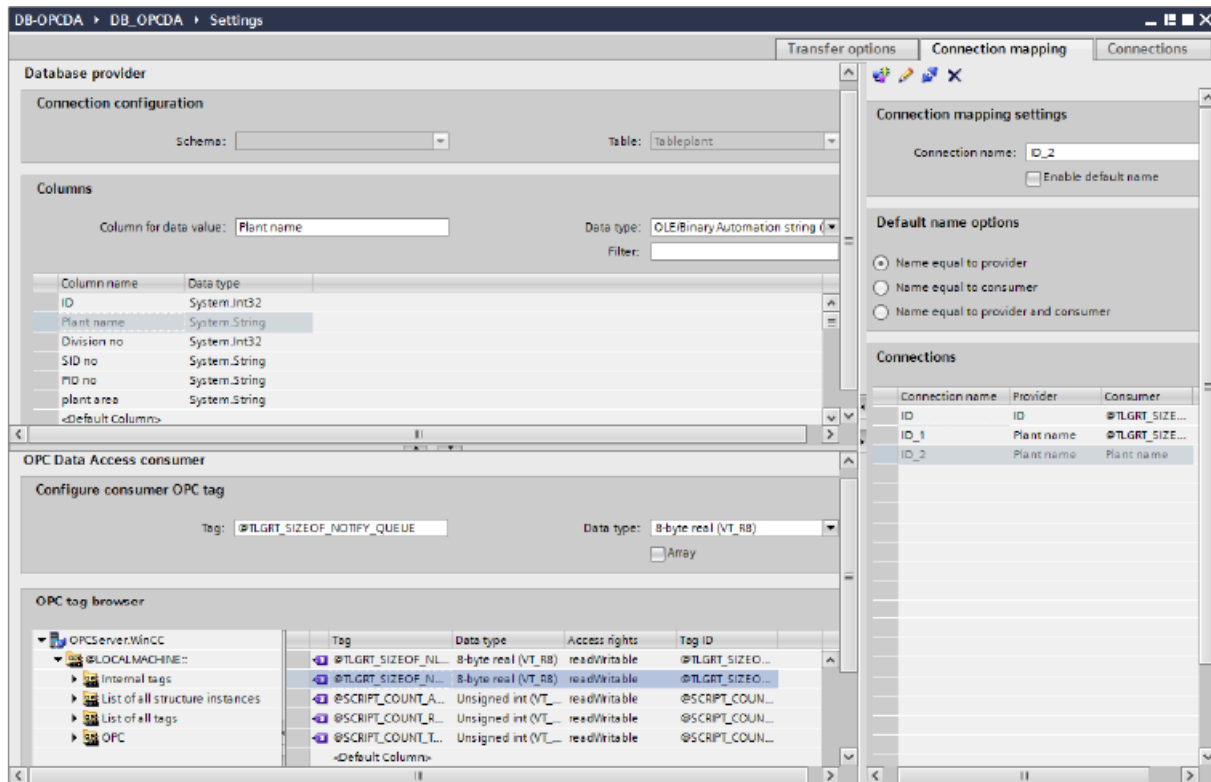 DB-OPCDA ▸ DB_OPCDA ▸ Settings
Transfer options
Connection mapping
Connections
Database provider
Connection configuration
Schema:
Table: Tableplant
Columns
Column for data value: Plant name
Data type: OLE/Binary Automation string (
Filter:
Column name Data type
ID System.Int32
Plant name System.String
Division no System.Int32
SID no System.String
FID no System.String
plant area System.String
<Default Column>
OPC Data Access consumer
Configure consumer OPC tag
Tag: @TLGRT_SIZEOF_NOTIFY_QUEUE
Data type: 8-byte real (VT_R8)
Array
OPC tag browser
OPCServer.WinCC
@LOCALMACHINE::
Internal tags
List of all structure instances
List of all tags
OPC
Tag Data type Access rights Tag ID
@TLGRT_SIZEOF_NL... 8-byte real (VT_R8) readWritable @TLGRT_SIZEO...
@TLGRT_SIZEOF_N... 8-byte real (VT_R8) readWritable @TLGRT_SIZEO...
@SCRIPT_COUNT_A... Unsigned int (VT_... readWritable @SCRIPT_COUN...
@SCRIPT_COUNT_R... Unsigned int (VT_... readWritable @SCRIPT_COUN...
@SCRIPT_COUNT_T... Unsigned int (VT_... readWritable @SCRIPT_COUN...
<Default Column>
Connection mapping settings
Connection name: ID_2
Enable default name
Default name options
Name equal to provider
Name equal to consumer
Name equal to provider and consumer
Connections
Connection name Provider Consumer
ID ID @TLGRT_SIZE...
ID_1 Plant name @TLGRT_SIZE...
ID_2 Plant name Plant name